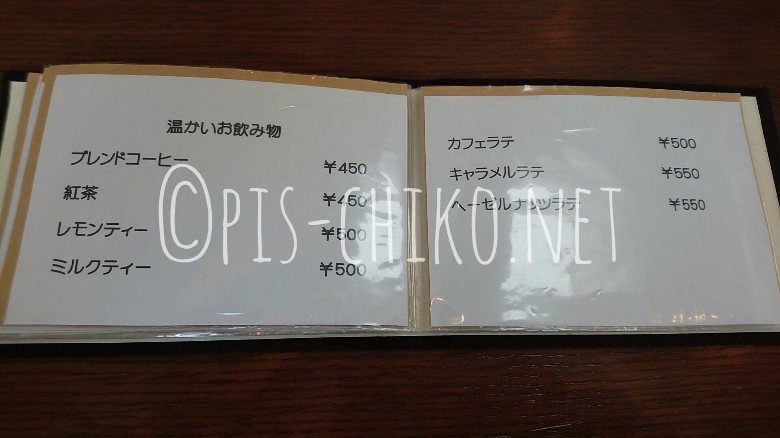 温かいお飲み物
ブレンドコーヒー ￥450
紅茶 ￥450
レモンティー ￥500
ミルクティー ￥500
カフェラテ ￥500
キャラメルラテ ￥550
ヘーゼルナッツラテ ￥550
©PIS-CHIKO.NET